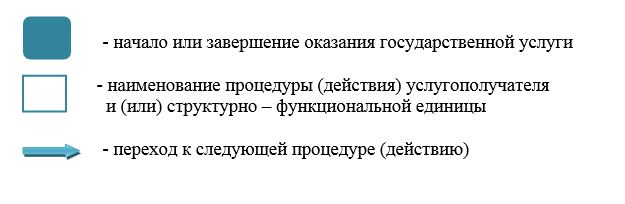 - начало или завершение оказания государственной услуги
- наименование процедуры (действия) услугополучателя
и (или) структурно – функциональной единицы
- переход к следующей процедуре (действию)